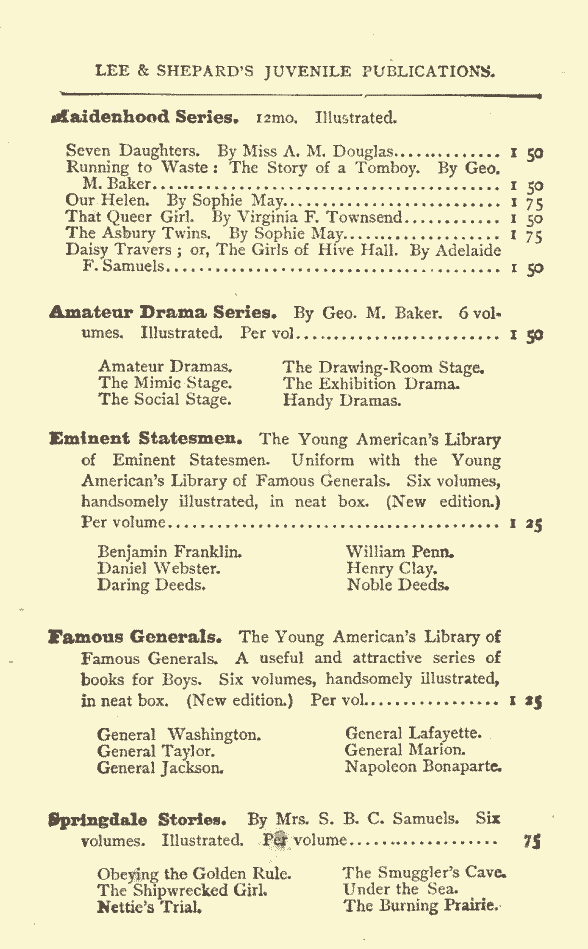 LEE & SHEPARD'S JUVENILE PUBLICATIONS.
Maidenhood Series. 12mo. Illustrated.
Seven Daughters. By Miss A. M. Douglas............. 1 50
Running to Waste: The Story of a Tomboy. By Geo.
M. Baker........................................... 1 50
Our Helen. By Sophie May........................... 1 75
That Queer Girl. By Virginia F. Townsend........... 1 50
The Asbury Twins. By Sophie May.................... 1 75
Daisy Travers; or, The Girls of Hive Hall. By Adelaide
F. Samuels......................................... 1 50
Amateur Drama Series. By Geo. M. Baker. 6 vol-
umes. Illustrated. Per vol......................... 1 50
Amateur Dramas. The Drawing-Room Stage.
The Mimic Stage. The Exhibition Drama.
The Social Stage. Handy Dramas.
Eminent Statesmen. The Young American's Library
of Eminent Statesmen. Uniform with the Young
American's Library of Famous Generals. Six volumes,
handsomely illustrated, in neat box. (New edition.)
Per volume......................................... 1 25
Benjamin Franklin. William Penn.
Daniel Webster. Henry Clay.
Daring Deeds. Noble Deeds.
Famous Generals. The Young American's Library of
Famous Generals. A useful and attractive series of
books for Boys. Six volumes, handsomely illustrated,
in neat box. (New edition.) Per vol................ 1 25
General Washington. General Lafayette.
General Taylor. General Marion.
General Jackson. Napoleon Bonaparte.
Springdale Stories. By Mrs. S. B. C. Samuels. Six
volumes. Illustrated. Per volume................... 75
Obeying the Golden Rule. The Smuggler's Cave.
The Shipwrecked Girl. Under the Sea.
Nettie's Trial. The Burning Prairie.